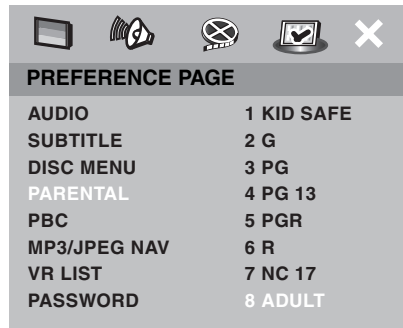 PREFERENCE PAGE
AUDIO 1 KID SAFE
SUBTITLE 2 G
DISC MENU 3 PG
PARENTAL 4 PG 13
PBC 5 PGR
MP3/JPEG NAV 6 R
VR LIST 7 NC 17
PASSWORD 8 ADULT